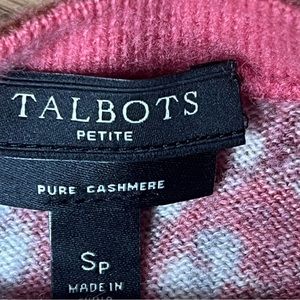 TALBOTS
PETITE
PURE CASHMERE
SP
MADE IN